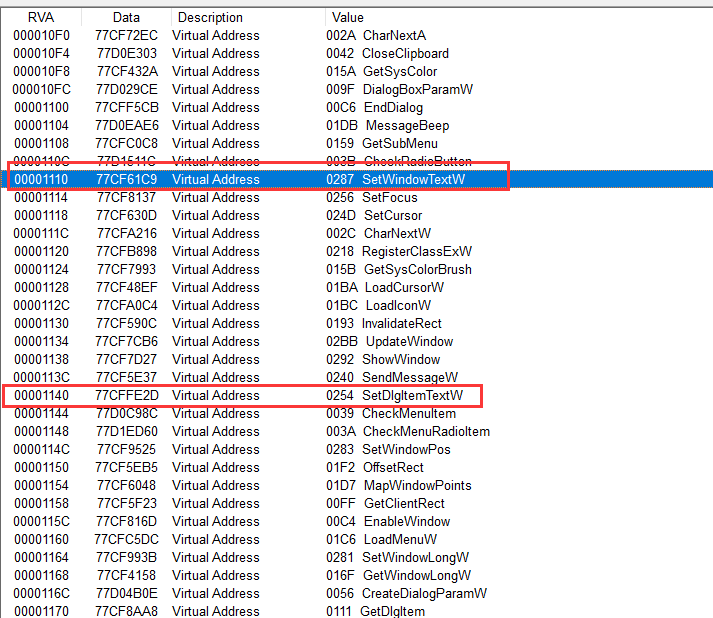 RVA Data Description Value
000010F0 77CF72EC Virtual Address 002A CharNextA
000010F4 77D0E303 Virtual Address 0042 CloseClipboard
000010F8 77CF432A Virtual Address 015A GetSysColor
000010FC 77D029CE Virtual Address 009F DialogBoxParamW
00001100 77CFF5CB Virtual Address 00C6 EndDialog
00001104 77D0EAE6 Virtual Address 01DB MessageBeep
00001108 77CFC0C8 Virtual Address 0159 GetSubMenu
0000110C 77D1511C Virtual Address 003B CheckRadioButton
00001110 77CF61C9 Virtual Address 0287 SetWindowTextW
00001114 77CF8137 Virtual Address 0256 SetFocus
00001118 77CF630D Virtual Address 024D SetCursor
0000111C 77CFA216 Virtual Address 002C CharNextW
00001120 77CFB898 Virtual Address 0218 RegisterClassExW
00001124 77CF7993 Virtual Address 015B GetSysColorBrush
00001128 77CF48EF Virtual Address 01BA LoadCursorW
0000112C 77CFA0C4 Virtual Address 01BC LoadIconW
00001130 77CF590C Virtual Address 0193 InvalidateRect
00001134 77CF7CB6 Virtual Address 02BB UpdateWindow
00001138 77CF7D27 Virtual Address 0292 ShowWindow
0000113C 77CF5E37 Virtual Address 0240 SendMessageW
00001140 77CFFE2D Virtual Address 0254 SetDlgItemTextW
00001144 77D0C98C Virtual Address 0039 CheckMenuItem
00001148 77D1ED60 Virtual Address 003A CheckMenuRadioItem
0000114C 77CF9525 Virtual Address 0283 SetWindowPos
00001150 77CF5EB5 Virtual Address 01F2 OffsetRect
00001154 77CF6048 Virtual Address 01D7 MapWindowPoints
00001158 77CF5F23 Virtual Address 00FF GetClientRect
0000115C 77CF816D Virtual Address 00C4 EnableWindow
00001160 77CFC5DC Virtual Address 01C6 LoadMenuW
00001164 77CF993B Virtual Address 0281 SetWindowLongW
00001168 77CF4158 Virtual Address 016F GetWindowLongW
0000116C 77D04B0E Virtual Address 0056 CreateDialogParamW
00001170 77CF8AA8 Virtual Address 0111 GetDlgItem